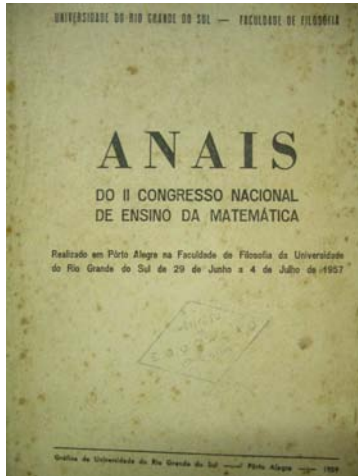 UNIVERSIDADE DO RIO GRANDE DO SUL — FACULDADE DE FILOSOFIA
ANAIS
DO II CONGRESSO NACIONAL
DE ENSINO DA MATEMÁTICA
Realizado em Pôrto Alegre na Faculdade de Filosofia da Universidade
do Rio Grande do Sul de 29 de Junho a 4 de Julho de 1957
Gráfica da Universidade do Rio Grande do Sul — Pôrto Alegre — 1959